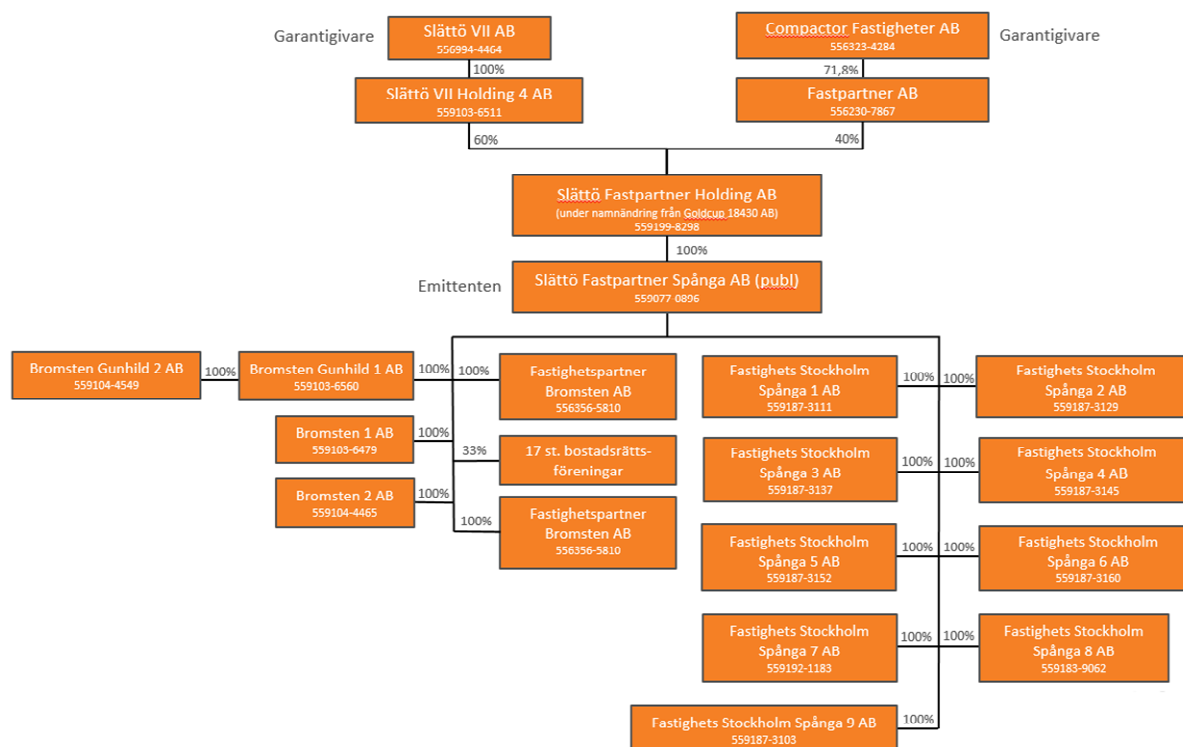 Garantigivare
Slättö VII AB
556994-4464
100%
Slättö VII Holding 4 AB
559103-6511
60%
Compactor Fastigheter AB
556323-4284
Garantigivare
71,8%
Fastpartner AB
556230-7867
40%
Slättö Fastpartner Holding AB
(under namnändring från Goldcup 18430 AB)
559199-8298
100%
Emittenten
Slättö Fastpartner Spånga AB (publ)
559077-0896
Bromsten Gunhild 2 AB
559104-4549
100%
Bromsten Gunhild 1 AB
559103-6560
100%
100%
Fastighetspartner
Bromsten AB
556356-5810
Bromsten 1 AB
559103-6479
100%
33%
17 st. bostadsrätts-
föreningar
Bromsten 2 AB
559104-4465
100%
100%
Fastighetspartner
Bromsten AB
556356-5810
Fastighets Stockholm
Spånga 1 AB
559187-3111
100%
100%
Fastighets Stockholm
Spånga 2 AB
559187-3129
Fastighets Stockholm
Spånga 3 AB
559187-3137
100%
100%
Fastighets Stockholm
Spånga 4 AB
559187-3145
Fastighets Stockholm
Spånga 5 AB
559187-3152
100%
100%
Fastighets Stockholm
Spånga 6 AB
559187-3160
Fastighets Stockholm
Spånga 7 AB
559192-1183
100%
100%
Fastighets Stockholm
Spånga 8 AB
559183-9062
Fastighets Stockholm Spånga 9 AB
559187-3103
100%